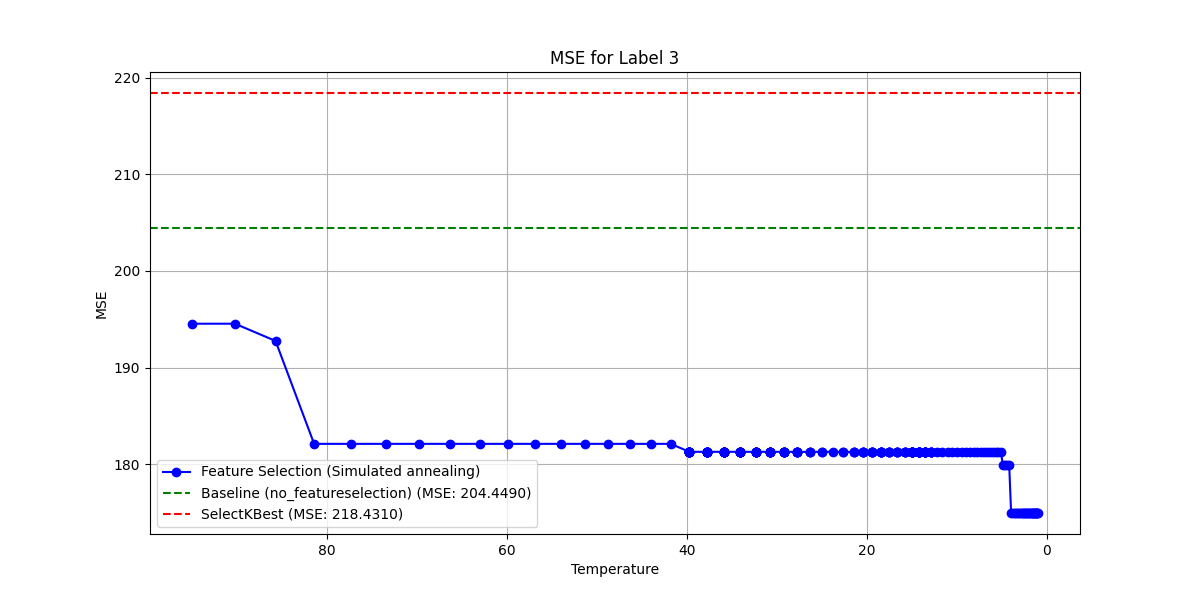 MSE for Label 3
220
210
200
190
180
MSE
Feature Selection (Simulated annealing)
Baseline (no_featureselection) (MSE: 204.4490)
SelectKBest (MSE: 218.4310)
80 60 40 20 0
Temperature